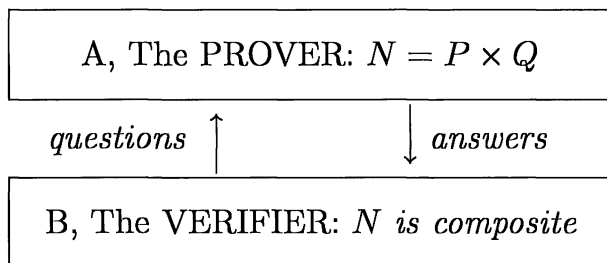 A, The PROVER: N = P × Q
questions answers
B, The VERIFIER: N is composite